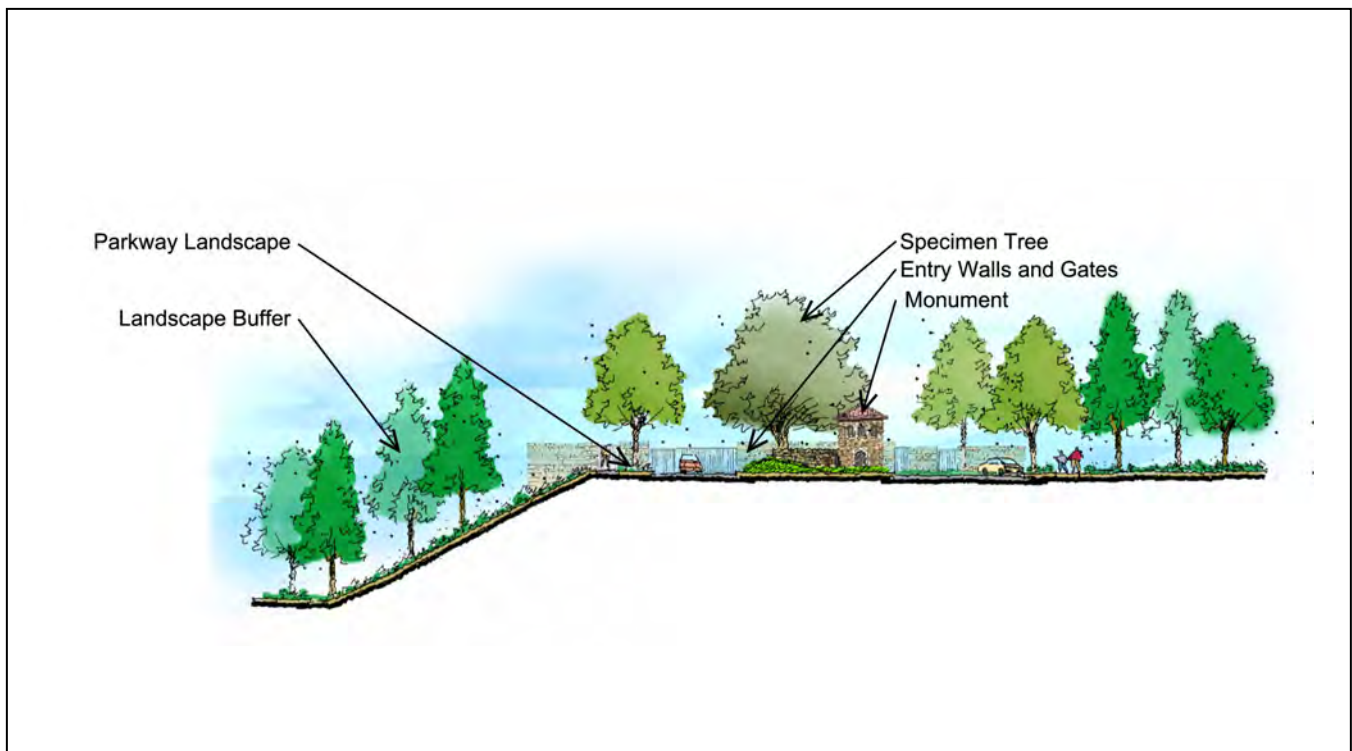 Parkway Landscape
Landscape Buffer
Specimen Tree
Entry Walls and Gates
Monument